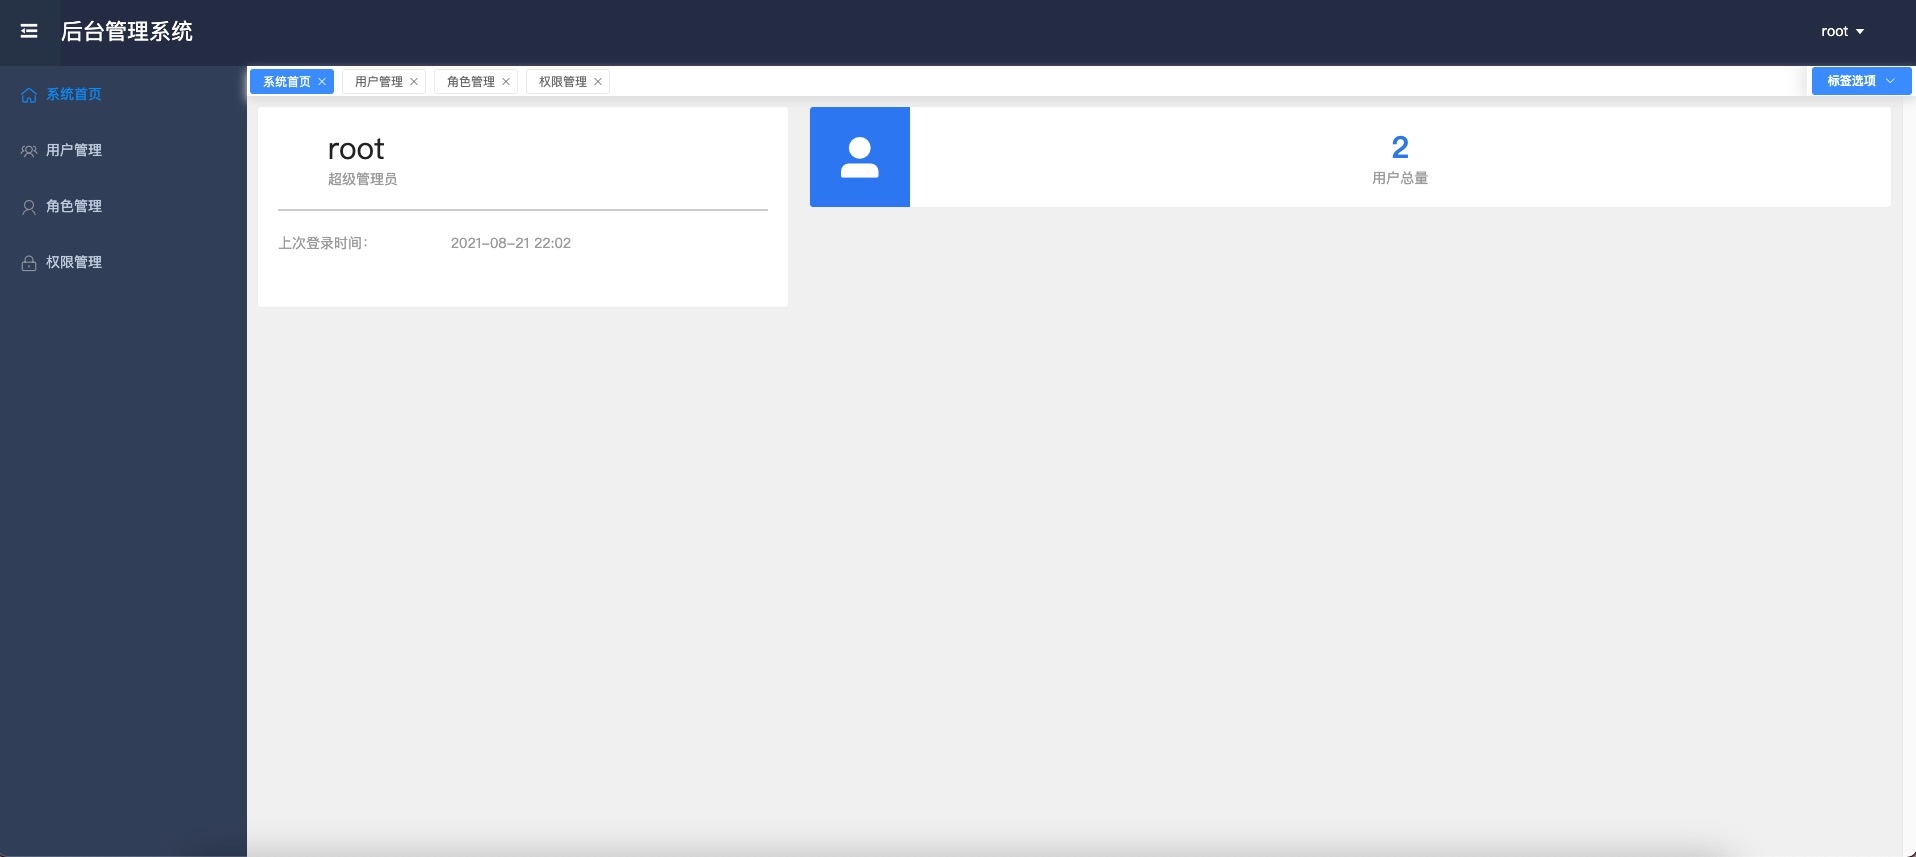 后台管理系统
root
系统首页
用户管理
角色管理
权限管理
系统首页
用户管理
角色管理
权限管理
标签选项
root
超级管理员
上次登录时间：
2021-08-21 22:02
2
用户总量